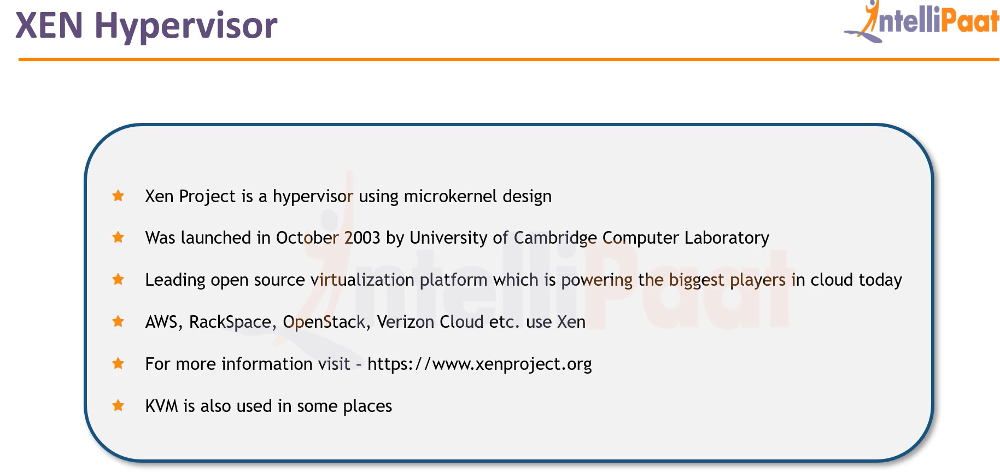 XEN Hypervisor
IntelliPaat
Xen Project is a hypervisor using microkernel design
Was launched in October 2003 by University of Cambridge Computer Laboratory
Leading open source virtualization platform which is powering the biggest players in cloud today
AWS, RackSpace, OpenStack, Verizon Cloud etc. use Xen
For more information visit – https://www.xenproject.org
KVM is also used in some places
IntelliPaat